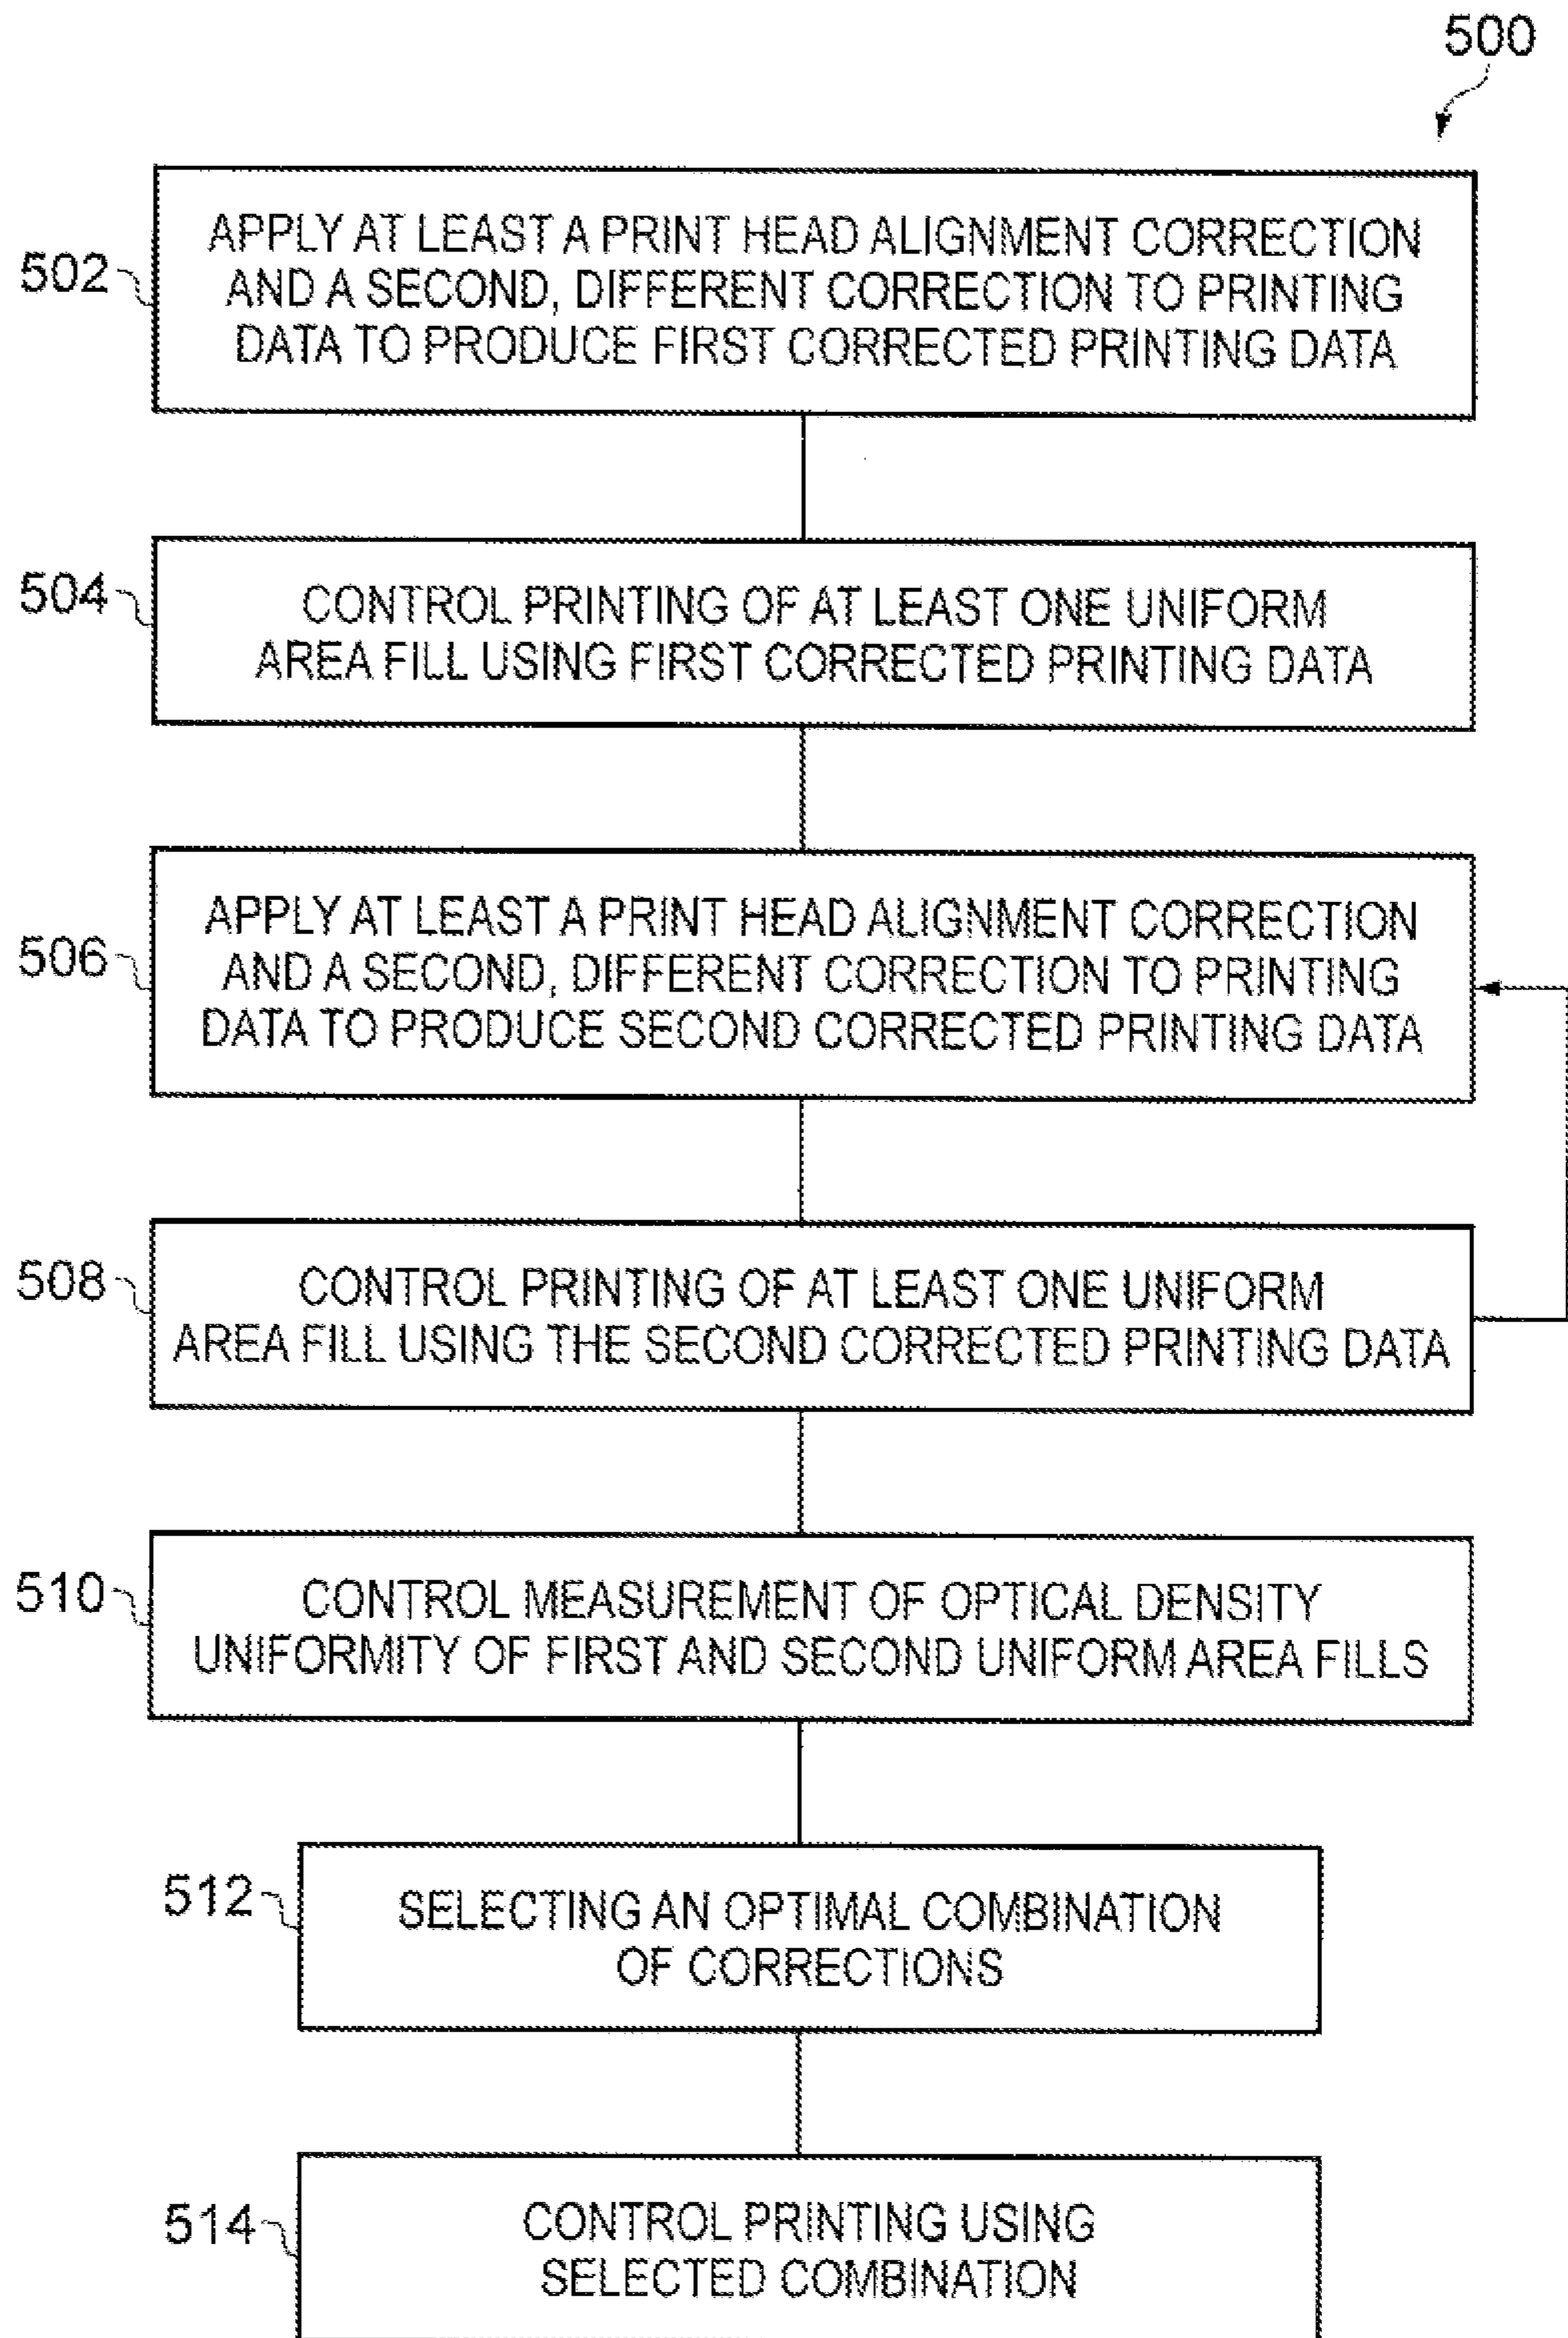 500
502
APPLY AT LEAST A PRINT HEAD ALIGNMENT CORRECTION
AND A SECOND, DIFFERENT CORRECTION TO PRINTING
DATA TO PRODUCE FIRST CORRECTED PRINTING DATA
504
CONTROL PRINTING OF AT LEAST ONE UNIFORM
AREA FILL USING FIRST CORRECTED PRINTING DATA
506
APPLY AT LEAST A PRINT HEAD ALIGNMENT CORRECTION
AND A SECOND, DIFFERENT CORRECTION TO PRINTING
DATA TO PRODUCE SECOND CORRECTED PRINTING DATA
508
CONTROL PRINTING OF AT LEAST ONE UNIFORM
AREA FILL USING THE SECOND CORRECTED PRINTING DATA
510
CONTROL MEASUREMENT OF OPTICAL DENSITY
UNIFORMITY OF FIRST AND SECOND UNIFORM AREA FILLS
512
SELECTING AN OPTIMAL COMBINATION
OF CORRECTIONS
514
CONTROL PRINTING USING
SELECTED COMBINATION